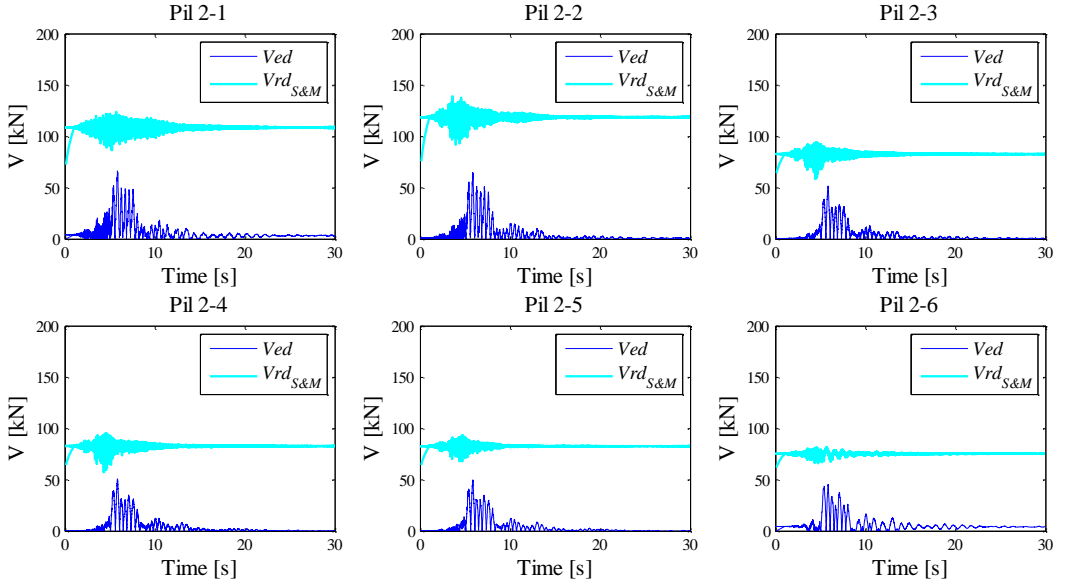 Pil 2-1
200
150
100
50
0
V [kN]
0 10 20 30
Time [s]
Ved
Vrd S&M
Pil 2-2
200
150
100
50
0
V [kN]
0 10 20 30
Time [s]
Ved
Vrd S&M
Pil 2-3
200
150
100
50
0
V [kN]
0 10 20 30
Time [s]
Ved
Vrd S&M
Pil 2-4
200
150
100
50
0
V [kN]
0 10 20 30
Time [s]
Ved
Vrd S&M
Pil 2-5
200
150
100
50
0
V [kN]
0 10 20 30
Time [s]
Ved
Vrd S&M
Pil 2-6
200
150
100
50
0
V [kN]
0 10 20 30
Time [s]
Ved
Vrd S&M